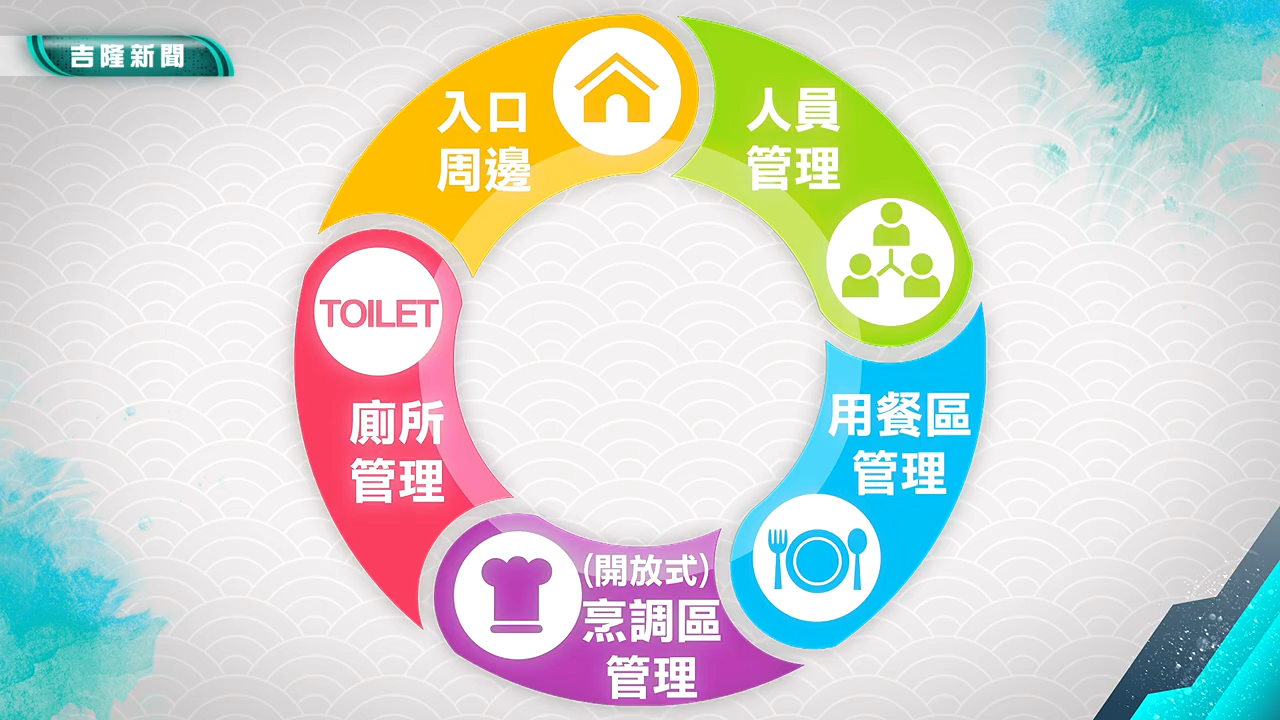 吉隆新聞
入口
周邊
人員
管理
TOILET
廁所
管理
用餐區
管理
(開放式)
烹調區
管理